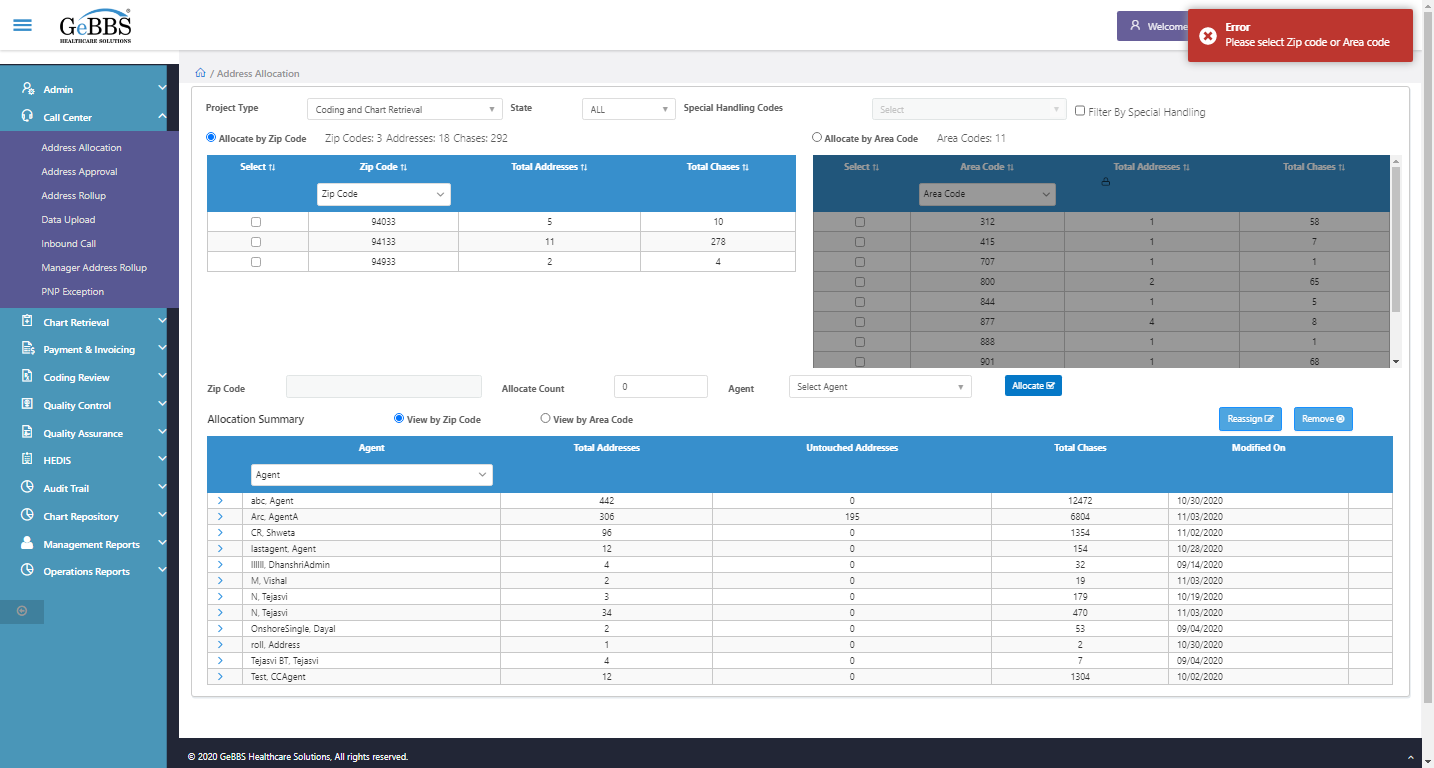 GeBBS
HEALTHCARE SOLUTIONS
Welcome
Error
Please select Zip code or Area code
Admin
Call Center
Address Allocation
Address Approval
Address Rollup
Data Upload
Inbound Call
Manager Address Rollup
PNP Exception
Chart Retrieval
Payment & Invoicing
Coding Review
Quality Control
Quality Assurance
HEDIS
Audit Trail
Chart Repository
Management Reports
Operations Reports
/ Address Allocation
Project Type Coding and Chart Retrieval State ALL Special Handling Codes Select Filter By Special Handling
Allocate by Zip Code Zip Codes: 3 Addresses: 18 Chases: 292
Select Zip Code Total Addresses Total Chases
Zip Code
94033 5 10
94133 11 278
94933 2 4
Allocate by Area Code Area Codes: 11
Select Area Code Total Addresses Total Chases
Area Code
312 1 58
415 1 7
707 1 1
800 2 65
844 1 5
877 4 8
888 1 1
901 1 68
Zip Code Allocate Count 0 Agent Select Agent Allocate
Allocation Summary View by Zip Code View by Area Code Reassign Remove
Agent Total Addresses Untouched Addresses Total Chases Modified On
Agent
abc, Agent 442 0 12472 10/30/2020
Arc, AgentA 306 195 6804 11/03/2020
CR, Shweta 96 0 1354 11/02/2020
lastagent, Agent 12 0 154 10/28/2020
DhanshriAdmin 4 0 32 09/14/2020
M, Vishal 2 0 19 11/03/2020
N, Tejasvi 3 0 179 10/19/2020
N, Tejasvi 34 0 470 11/03/2020
OnshoreSingle, Dayal 2 0 53 09/04/2020
roll, Address 1 0 2 10/30/2020
Tejasvi BT, Tejasvi 4 0 7 09/04/2020
Test, CCAgent 12 0 1304 10/02/2020
© 2020 GeBBS Healthcare Solutions, All rights reserved.